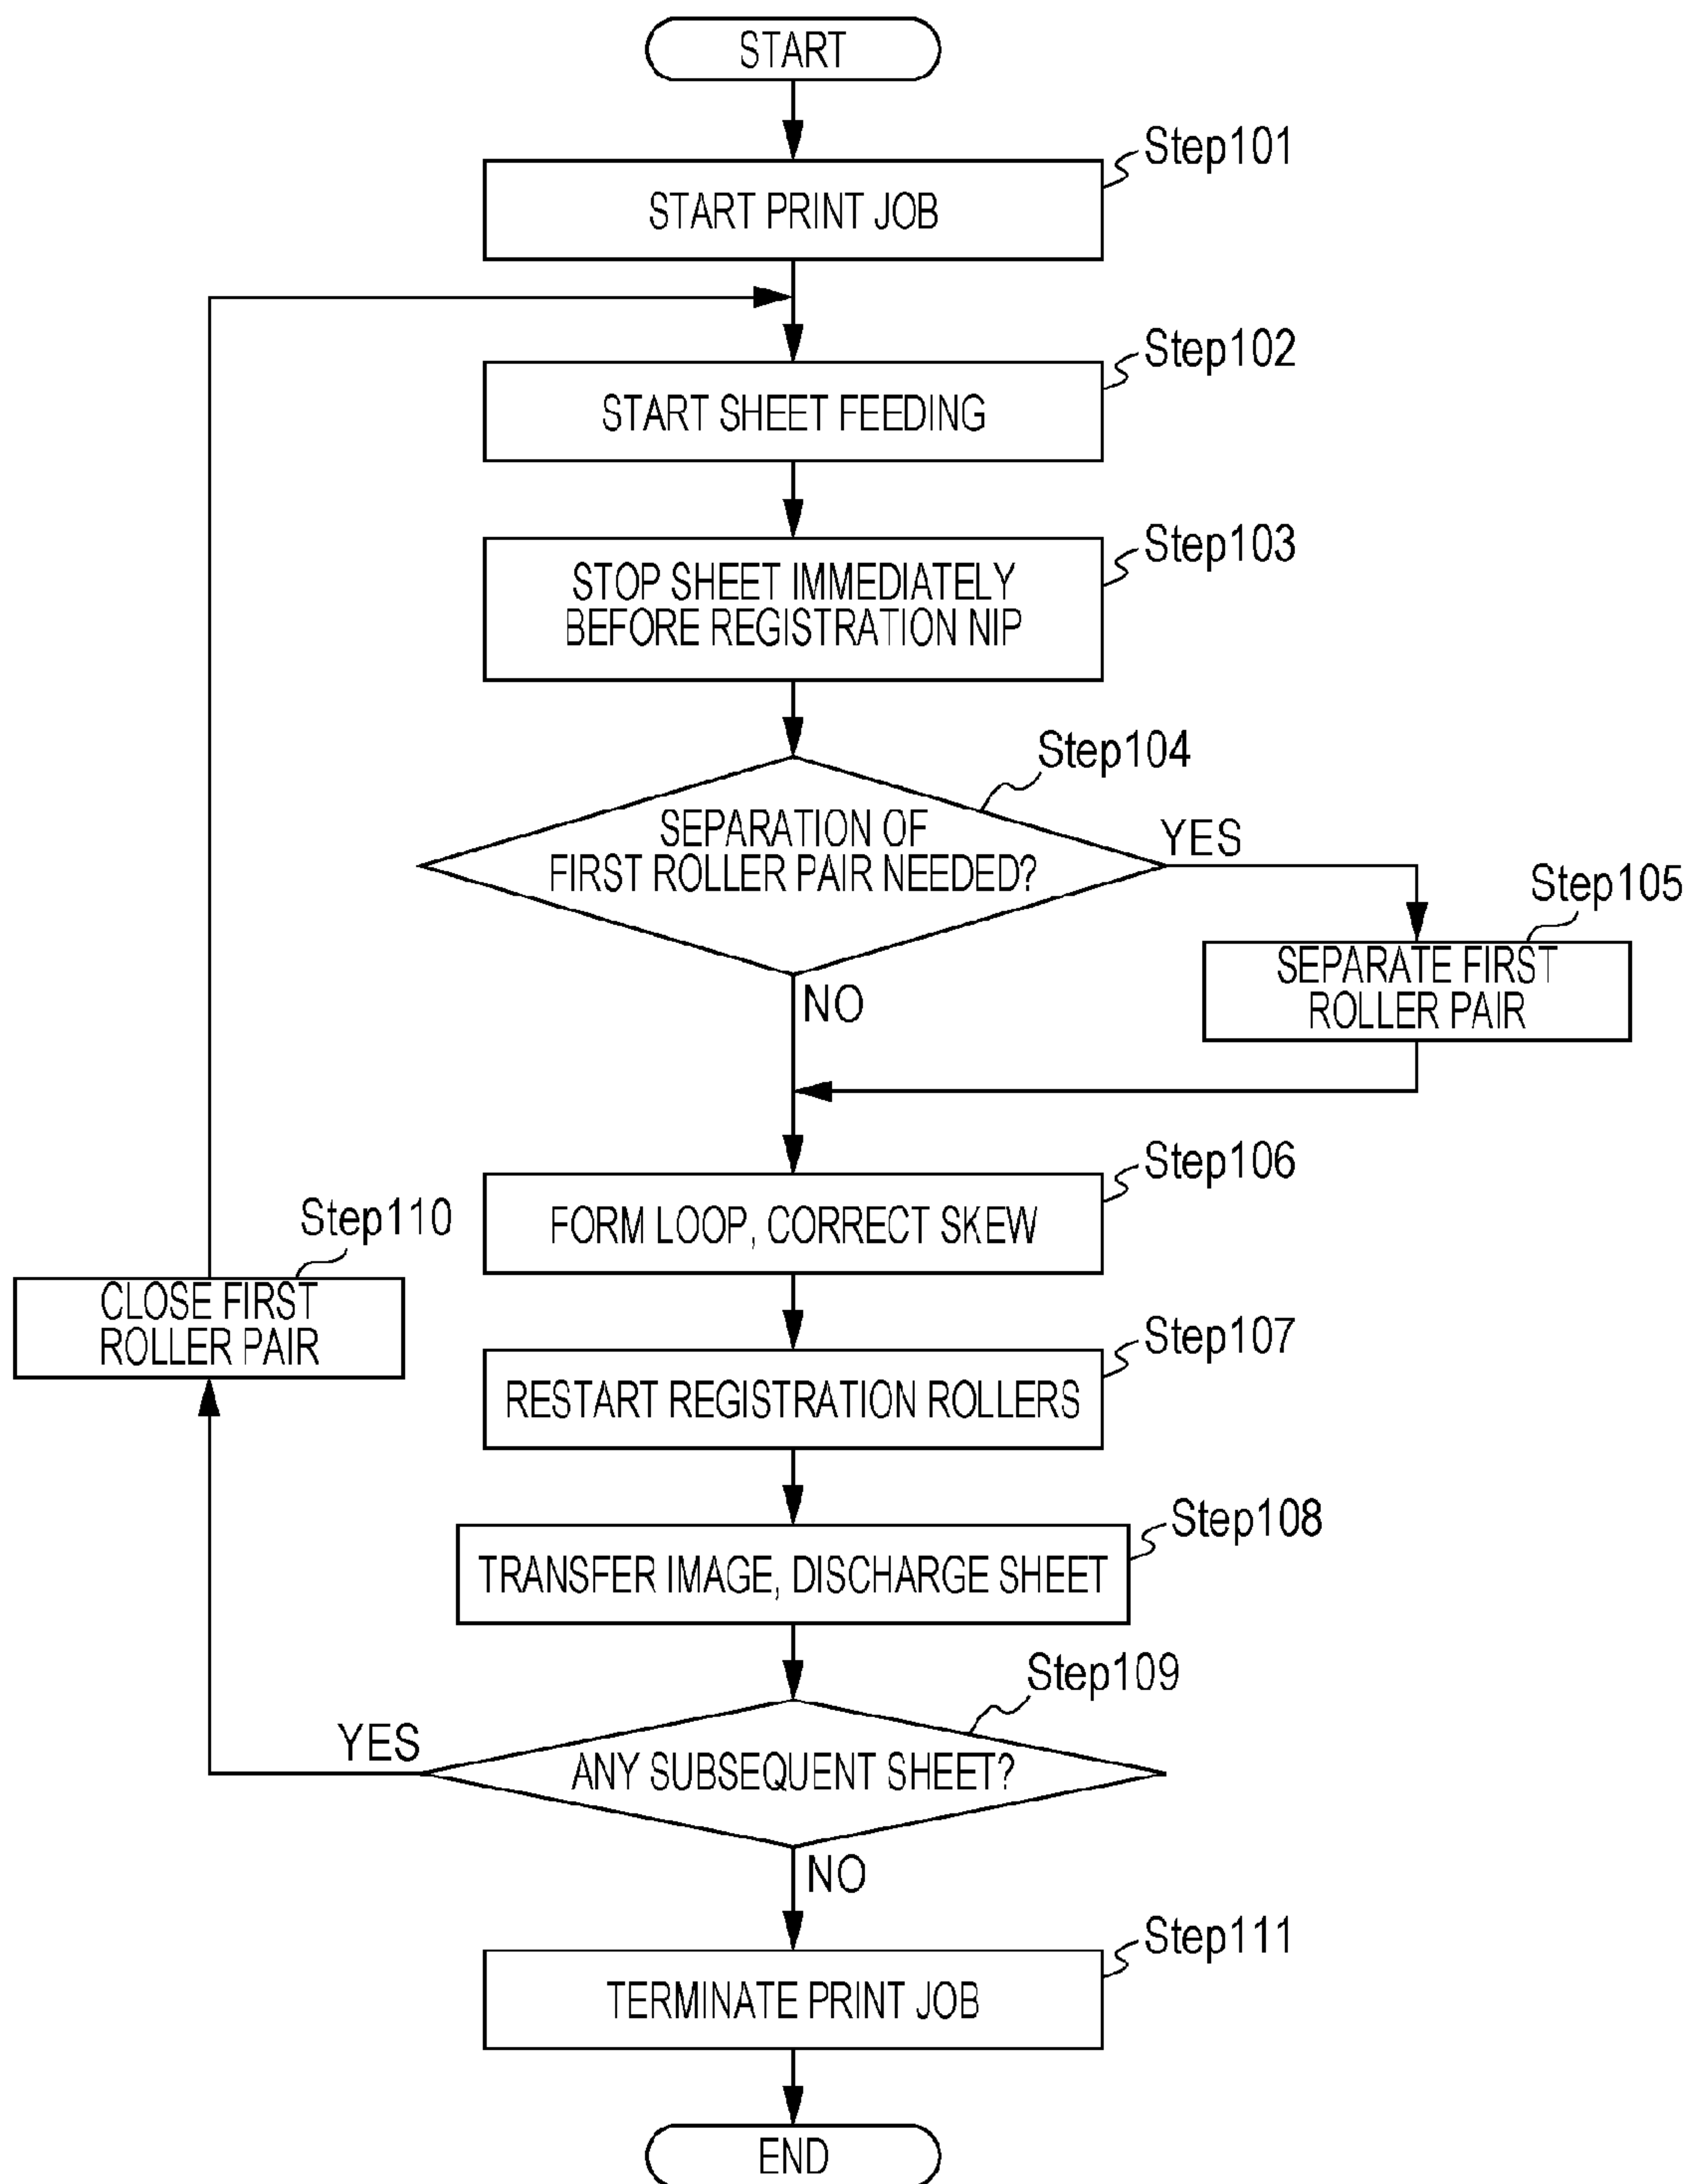 START
Step101
START PRINT JOB
Step102
START SHEET FEEDING
Step103
STOP SHEET IMMEDIATELY
BEFORE REGISTRATION NIP
Step104
SEPARATION OF
FIRST ROLLER PAIR NEEDED?
YES
Step105
SEPARATE FIRST
ROLLER PAIR
NO
Step106
FORM LOOP, CORRECT SKEW
Step110
CLOSE FIRST
ROLLER PAIR
Step107
RESTART REGISTRATION ROLLERS
Step108
TRANSFER IMAGE, DISCHARGE SHEET
Step109
YES
ANY SUBSEQUENT SHEET?
NO
Step111
TERMINATE PRINT JOB
END